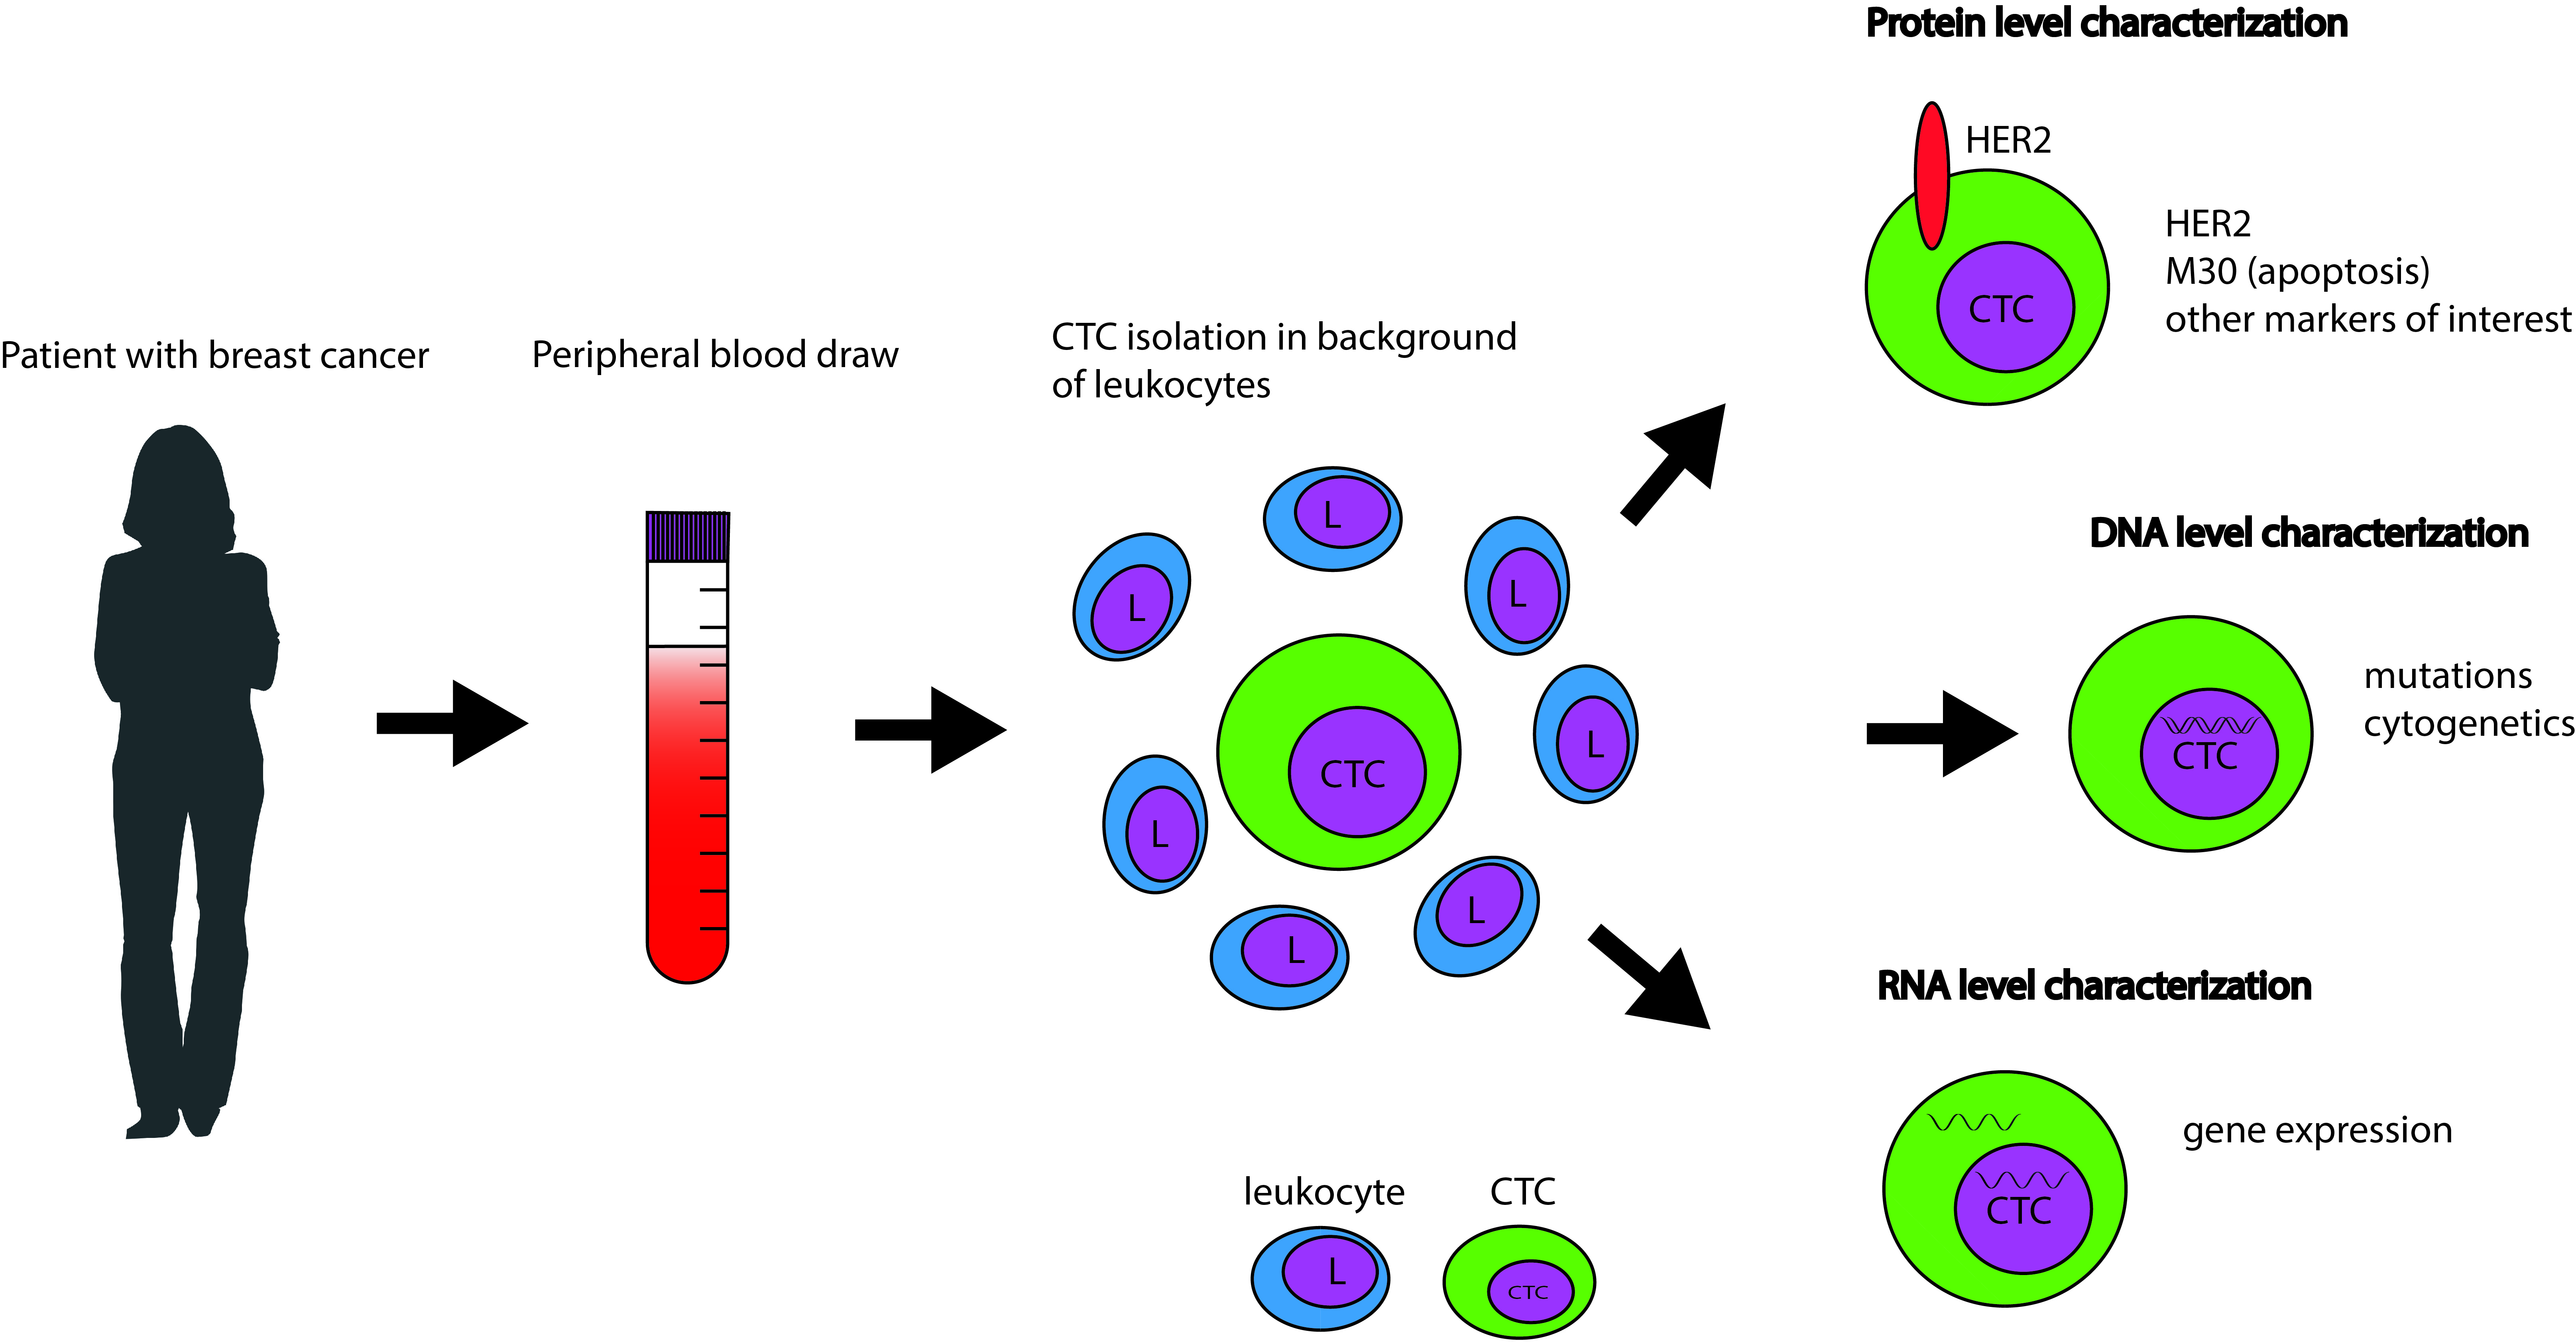 Patient with breast cancer
Peripheral blood draw
CTC isolation in background
of leukocytes
L
L
L
L
L
L
L
CTC
leukocyte
CTC
L
CTC
Protein level characterization
HER2
CTC
HER2
M30 (apoptosis)
other markers of interest
DNA level characterization
CTC
mutations
cytogenetics
RNA level characterization
CTC
gene expression